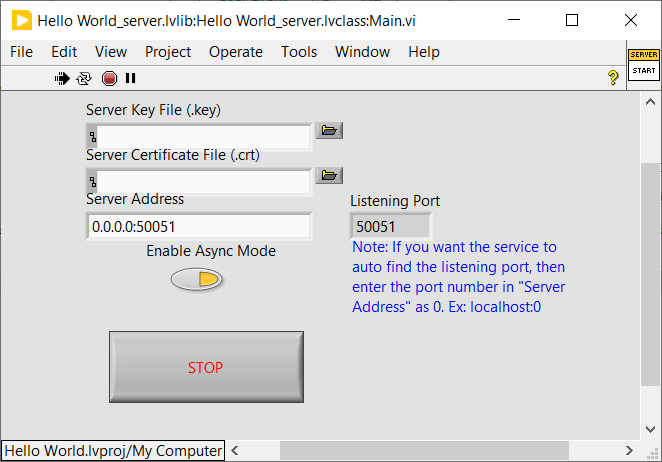 Hello World_server.lvlib:Hello World_server.lvclass:Main.vi
File Edit View Project Operate Tools Window Help
SERVER
START
?
Server Key File (.key)
Server Certificate File (.crt)
Server Address
Listening Port
0.0.0.0:50051
50051
Enable Async Mode
Note: If you want the service to
auto find the listening port, then
enter the port number in "Server
Address" as 0. Ex: localhost:0
STOP
Hello World.lvproj/My Computer